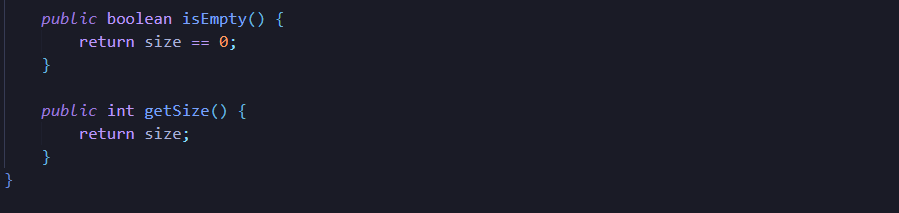 public boolean isEmpty() {
return size == 0;
}
public int getSize() {
return size;
}
}